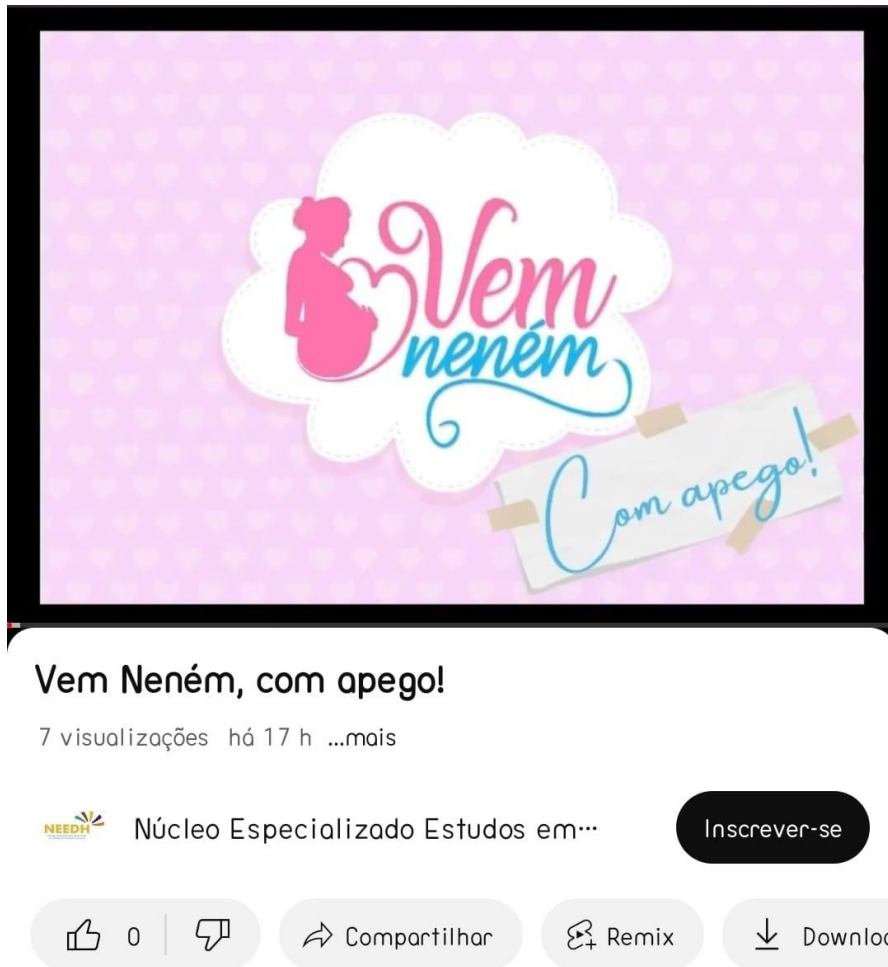 Vem
neném
Com apego!
Vem Neném, com apego!
7 visualizações há 17 h ...mais
NEEDH
Núcleo Especializado Estudos em...
Inscrever-se
0
Compartilhar
Remix
Downloa